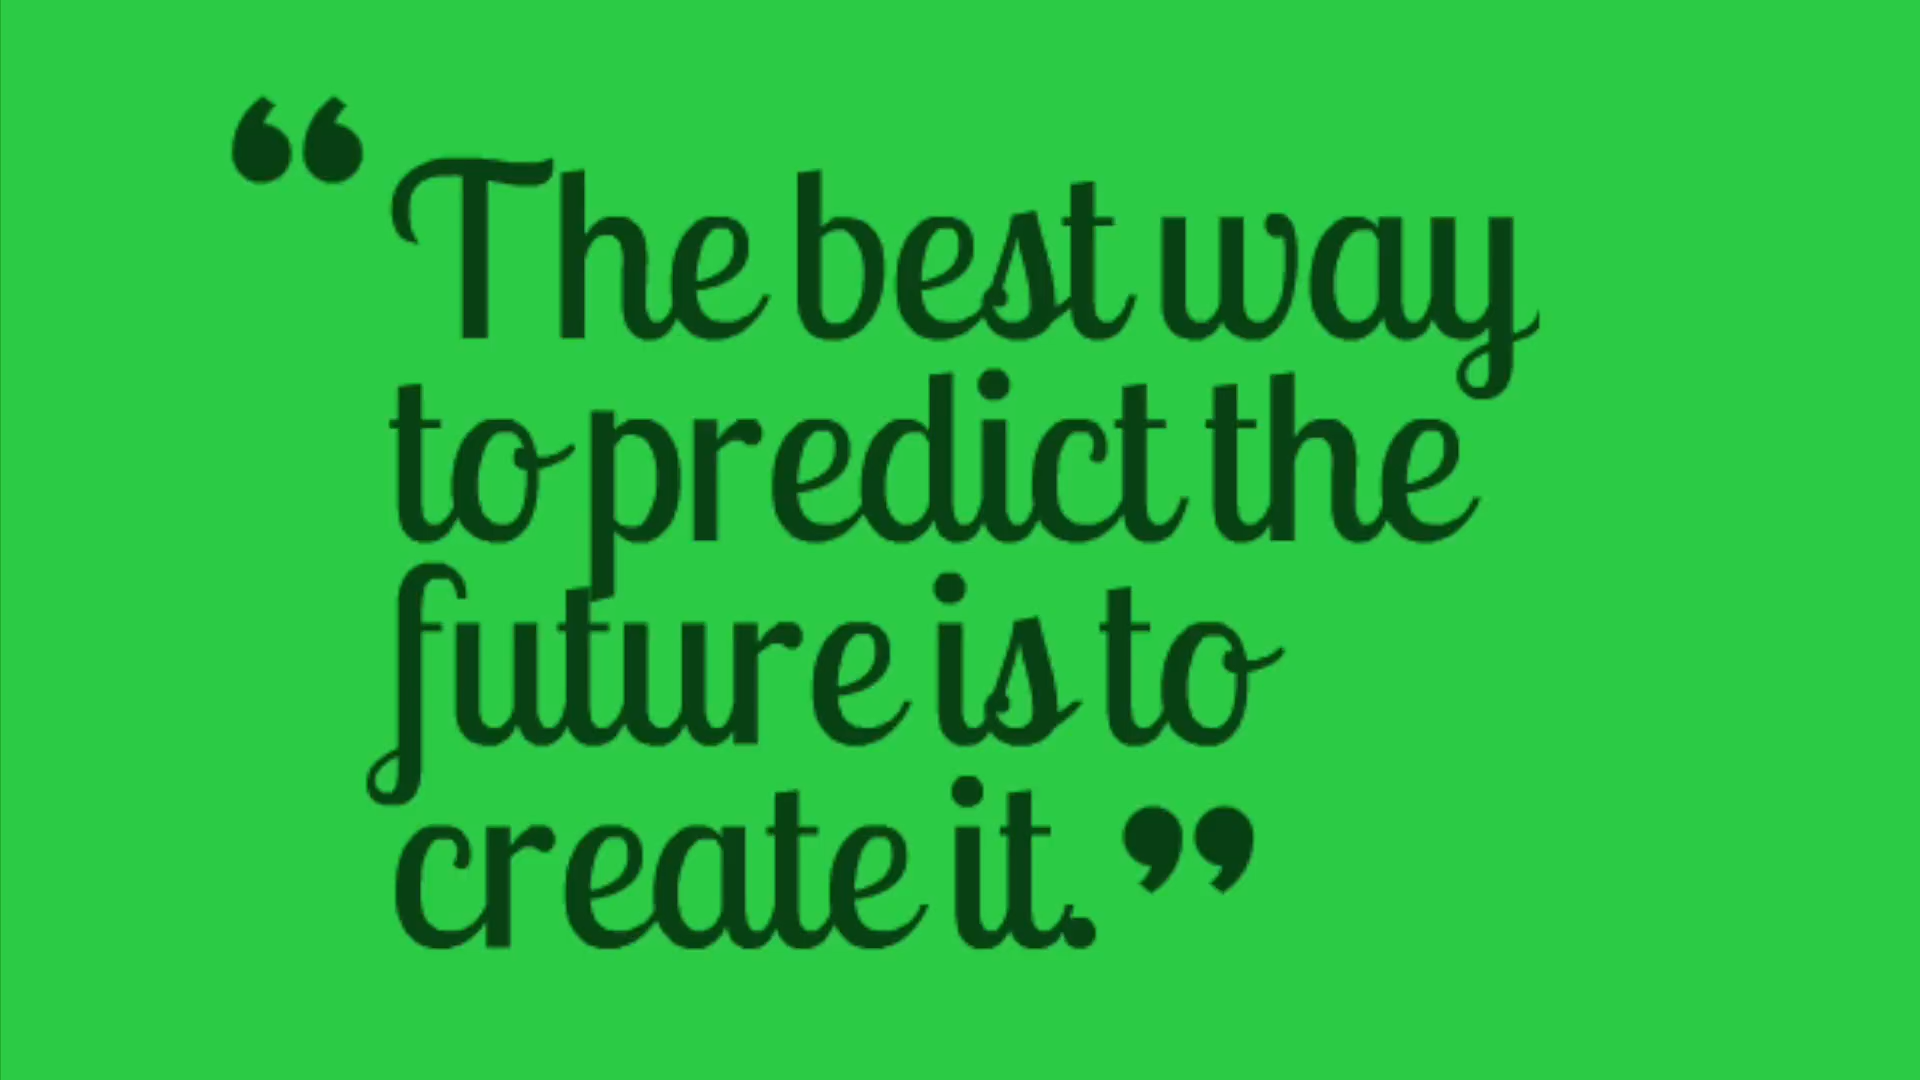 “The best way
to predict the
future is to
create it.”